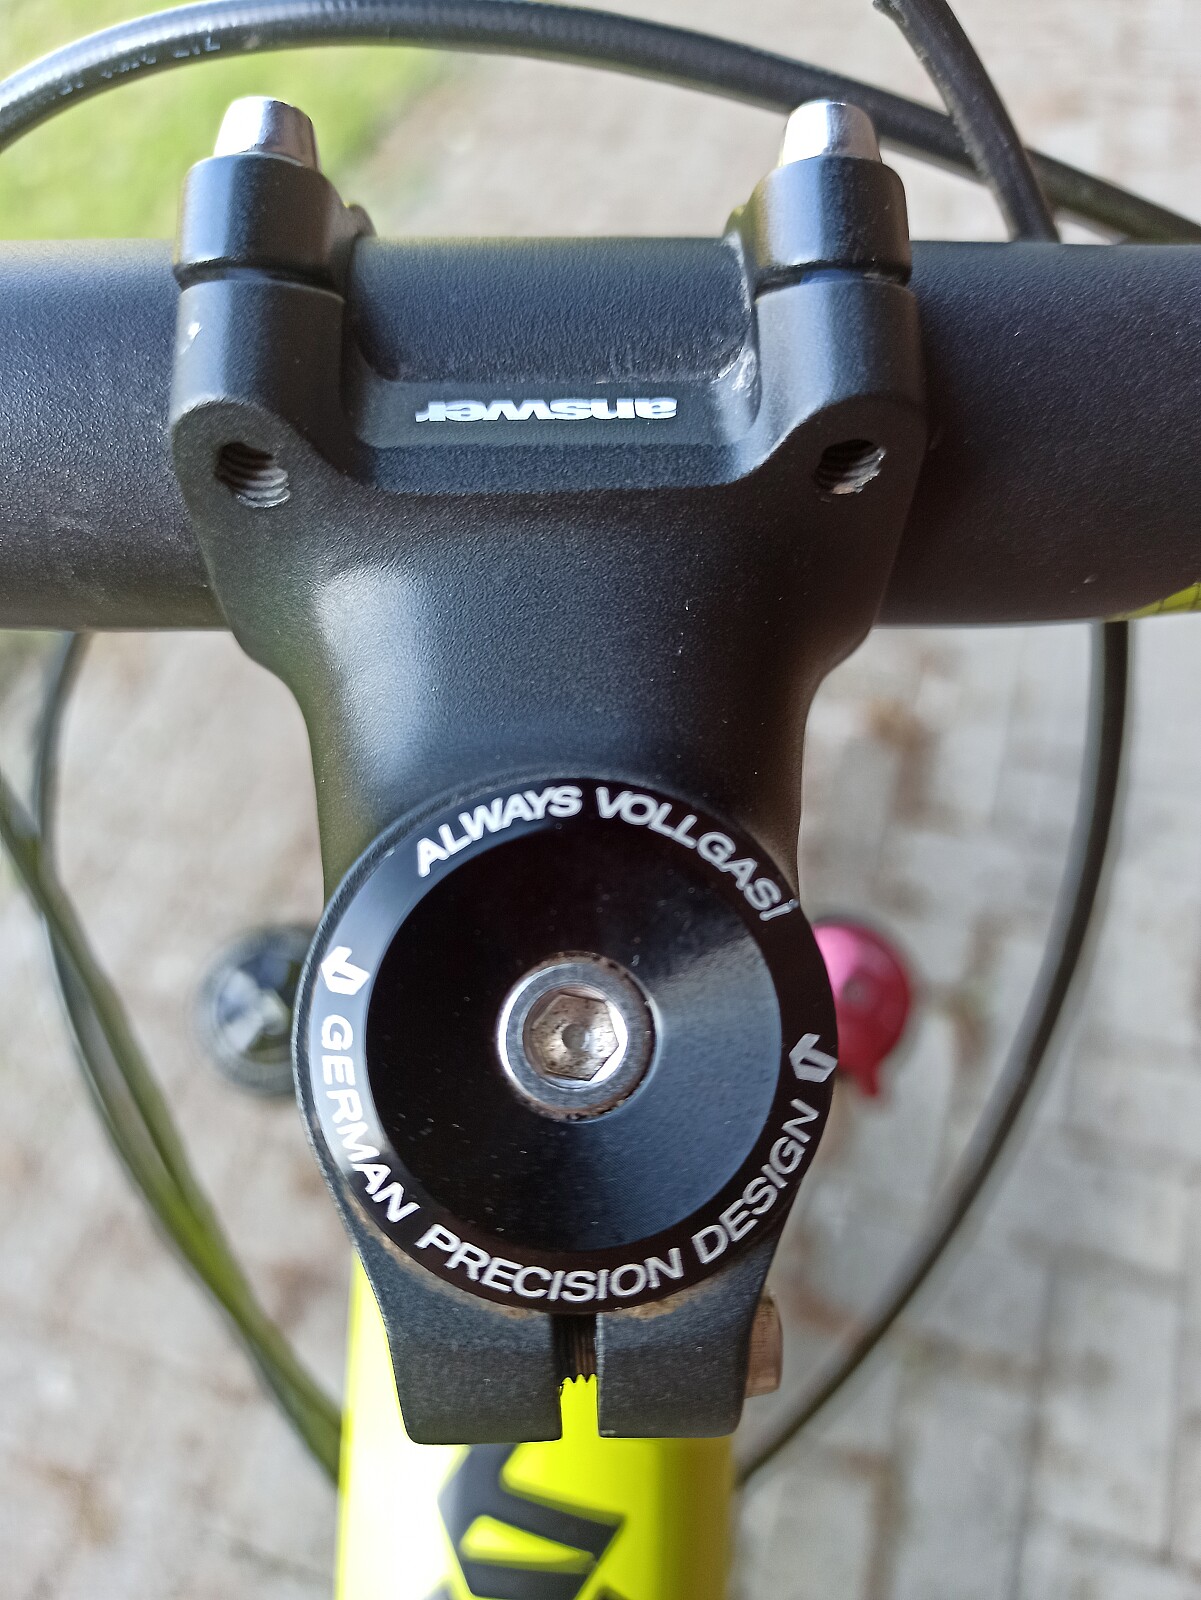 answer
ALWAYS VOLLGAS!
GERMAN PRECISION DESIGN